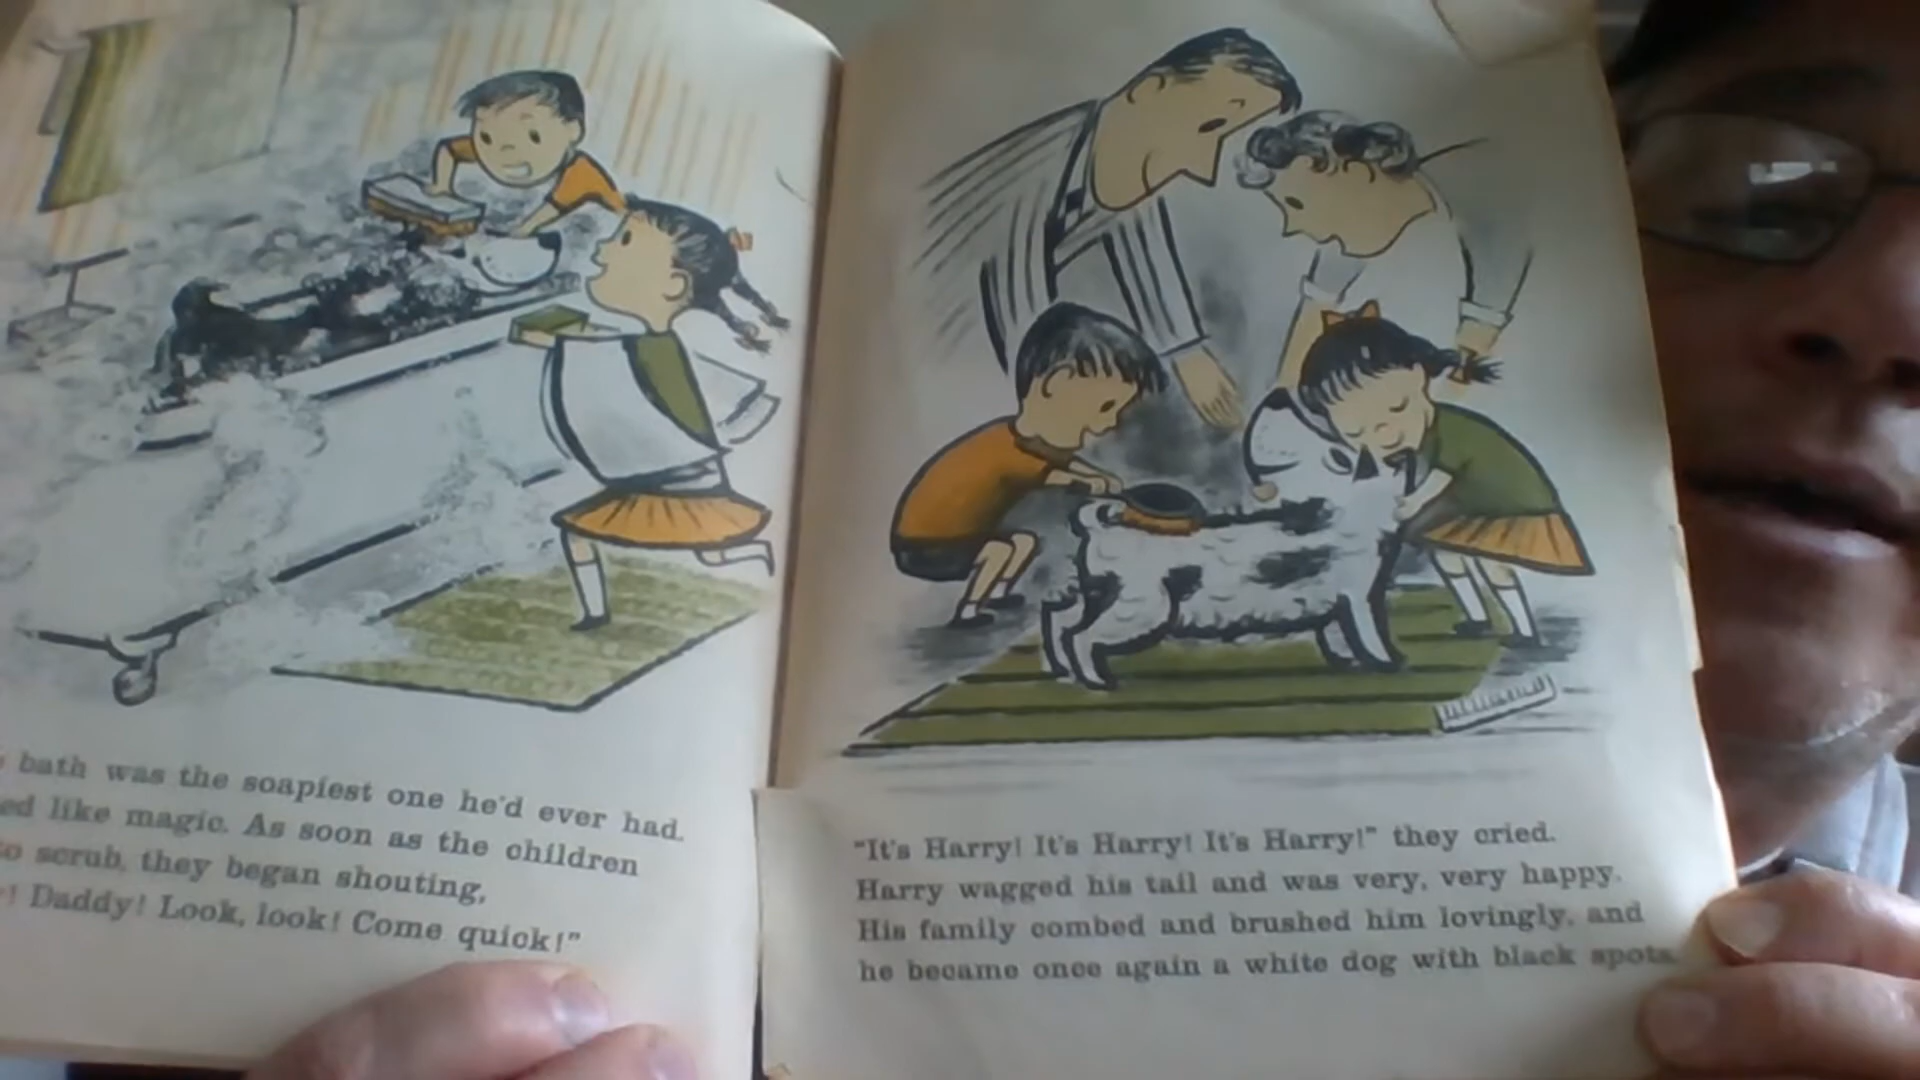 bath was the soapiest one he'd ever had.
ed like magic. As soon as the children
to scrub, they began shouting,
! Daddy! Look, look! Come quick!”
“It's Harry! It's Harry! It's Harry!” they cried.
Harry wagged his tail and was very, very happy.
His family combed and brushed him lovingly, and
he became once again a white dog with black spots